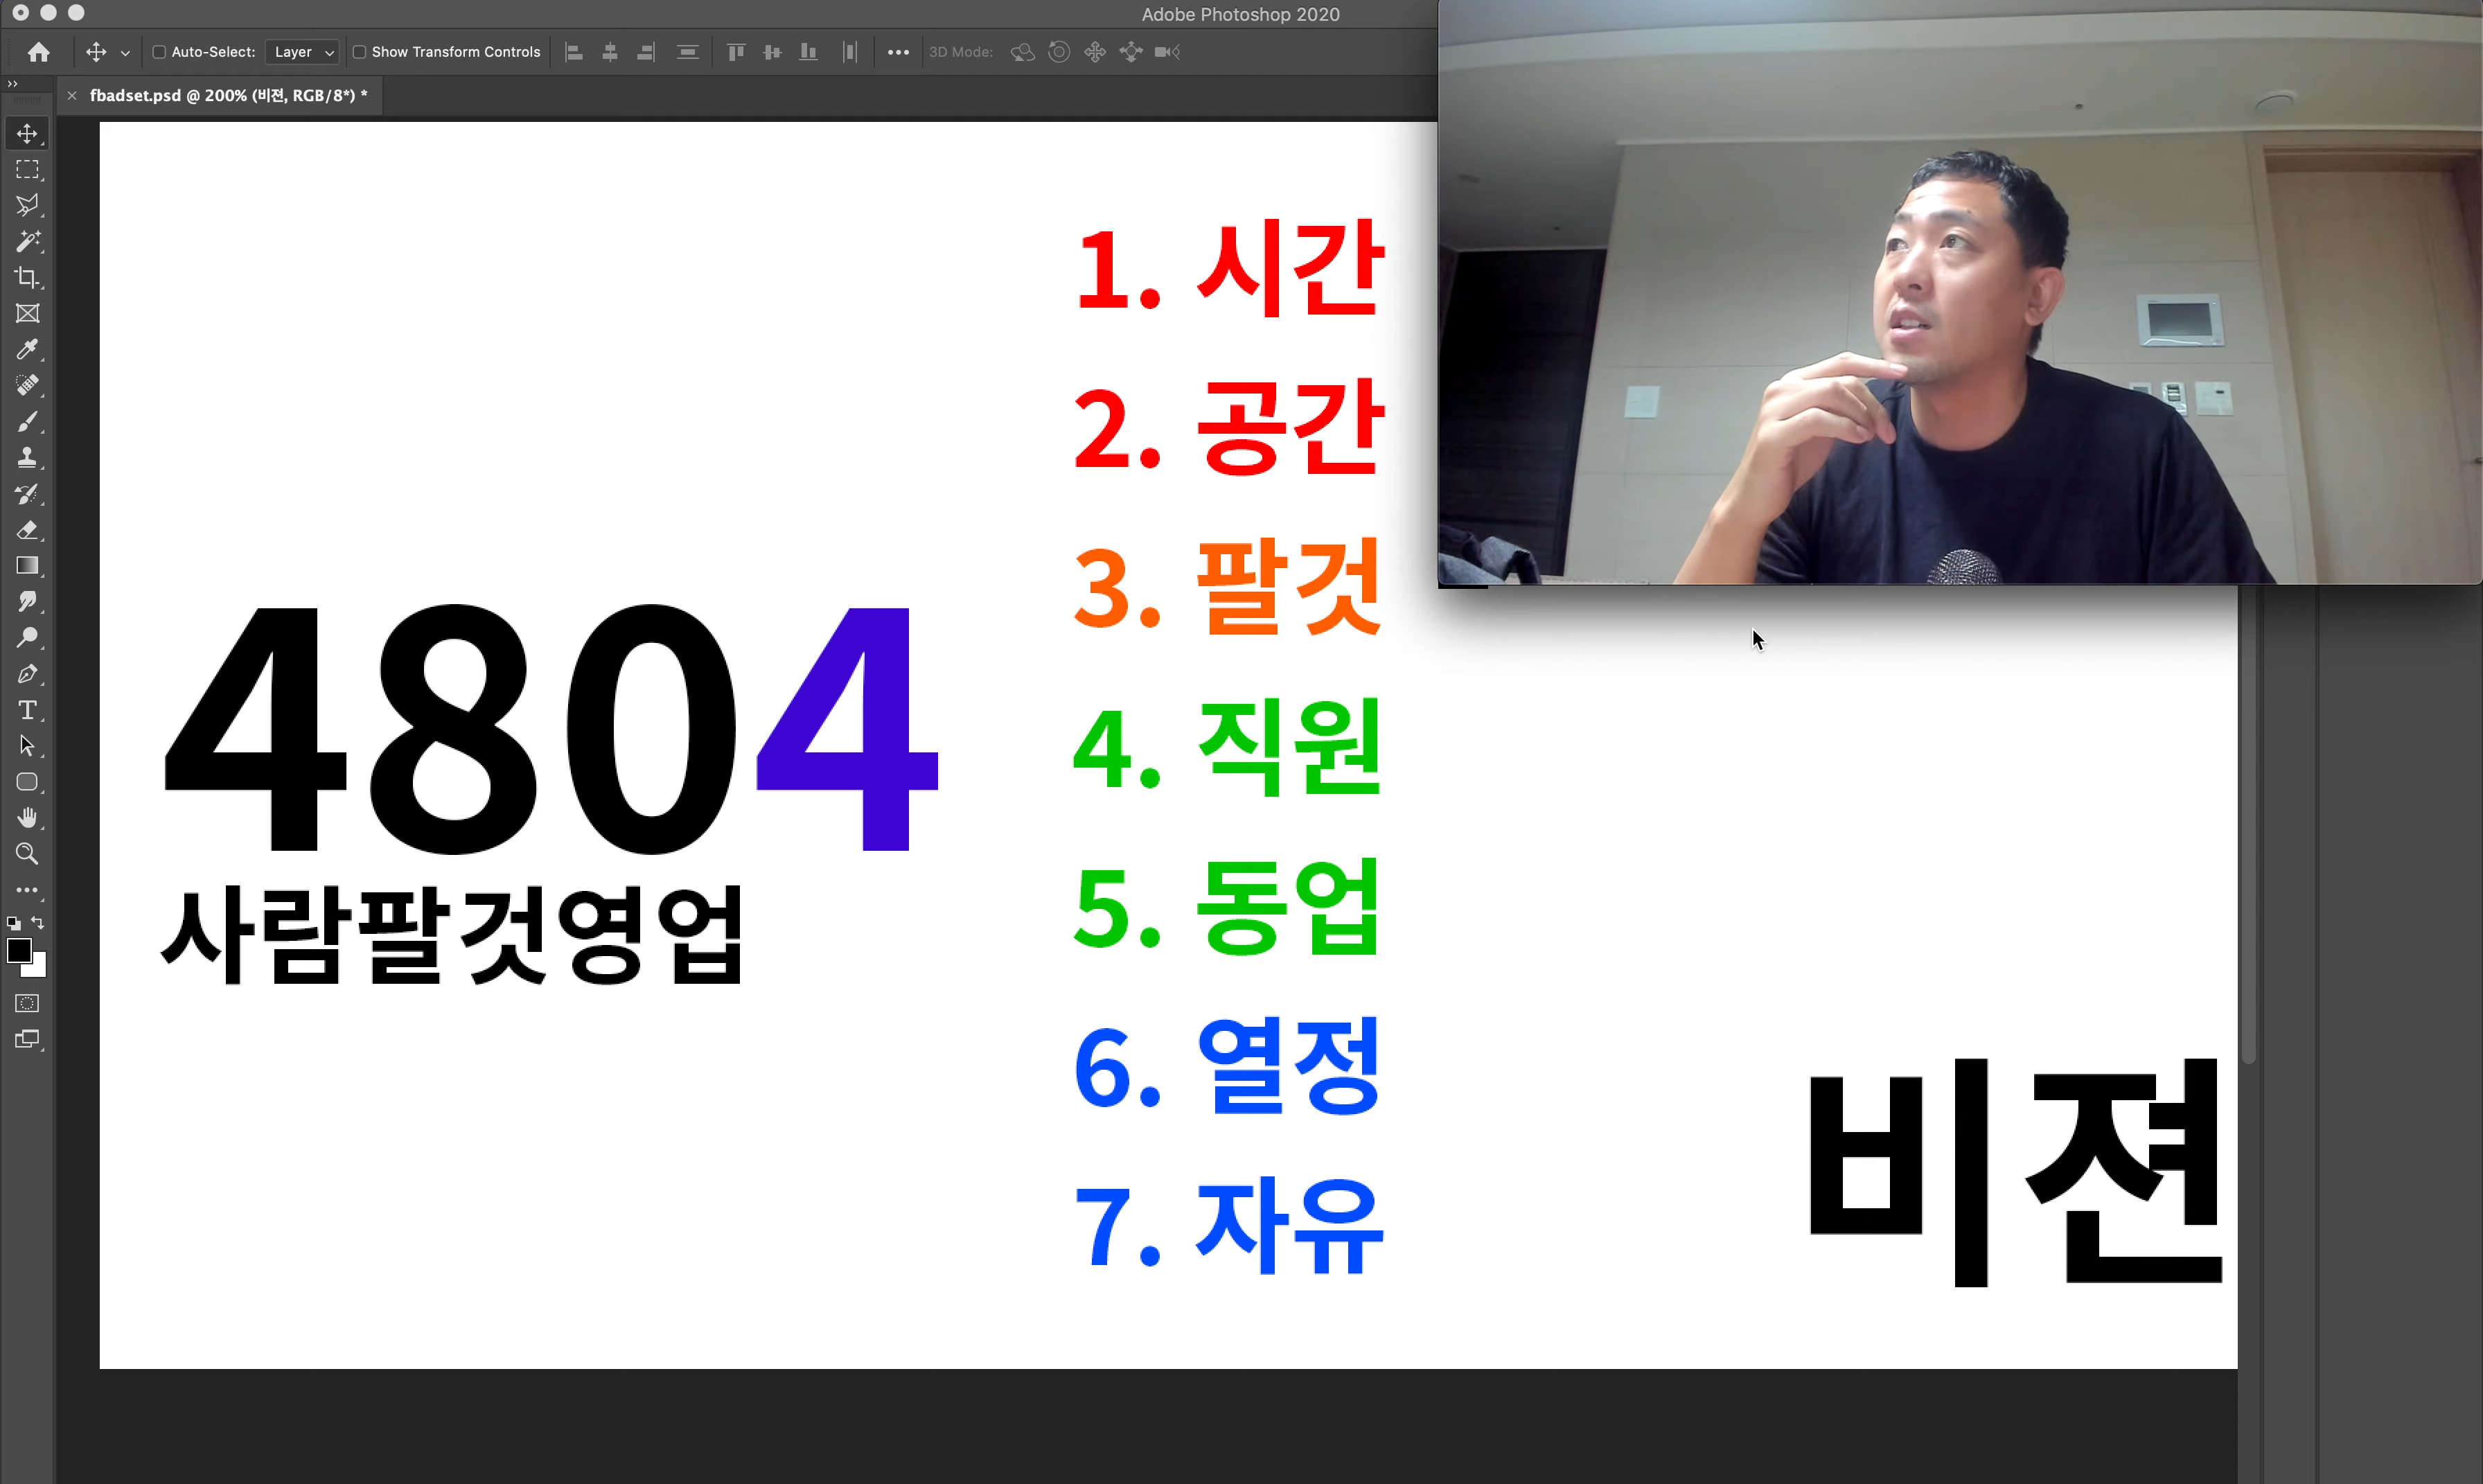 Adobe Photoshop 2020
Auto-Select: Layer Show Transform Controls 3D Mode:
fbadset.psd @ 200% (비젼, RGB/8*) *
1. 시간
2. 공간
3. 팔것
4. 직원
5. 동업
6. 열정
7. 자유
4804
사람팔것영업
비젼